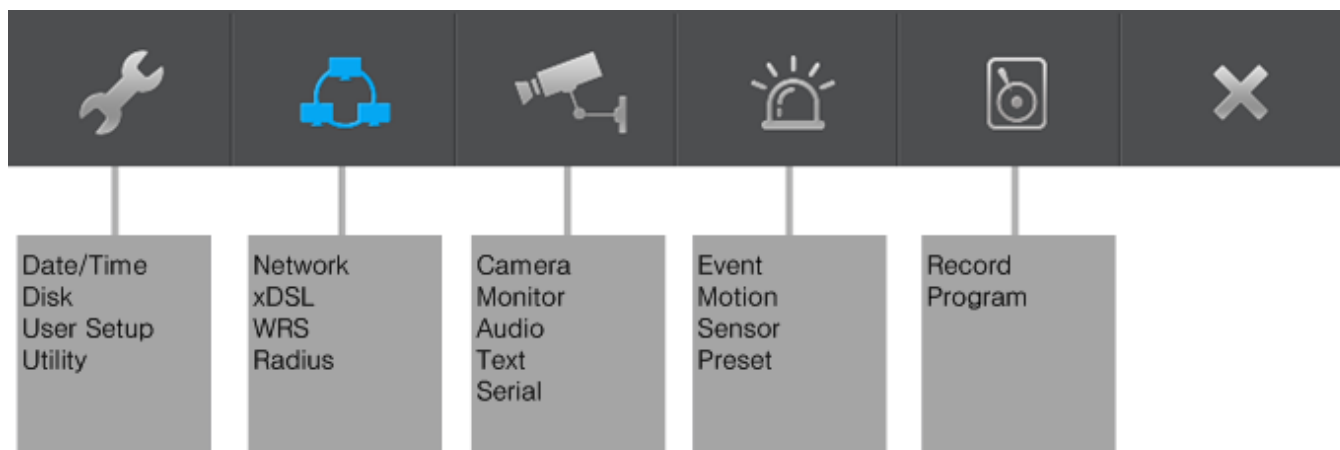 Date/Time
Disk
User Setup
Utility
Network
xDSL
WRS
Radius
Camera
Monitor
Audio
Text
Serial
Event
Motion
Sensor
Preset
Record
Program